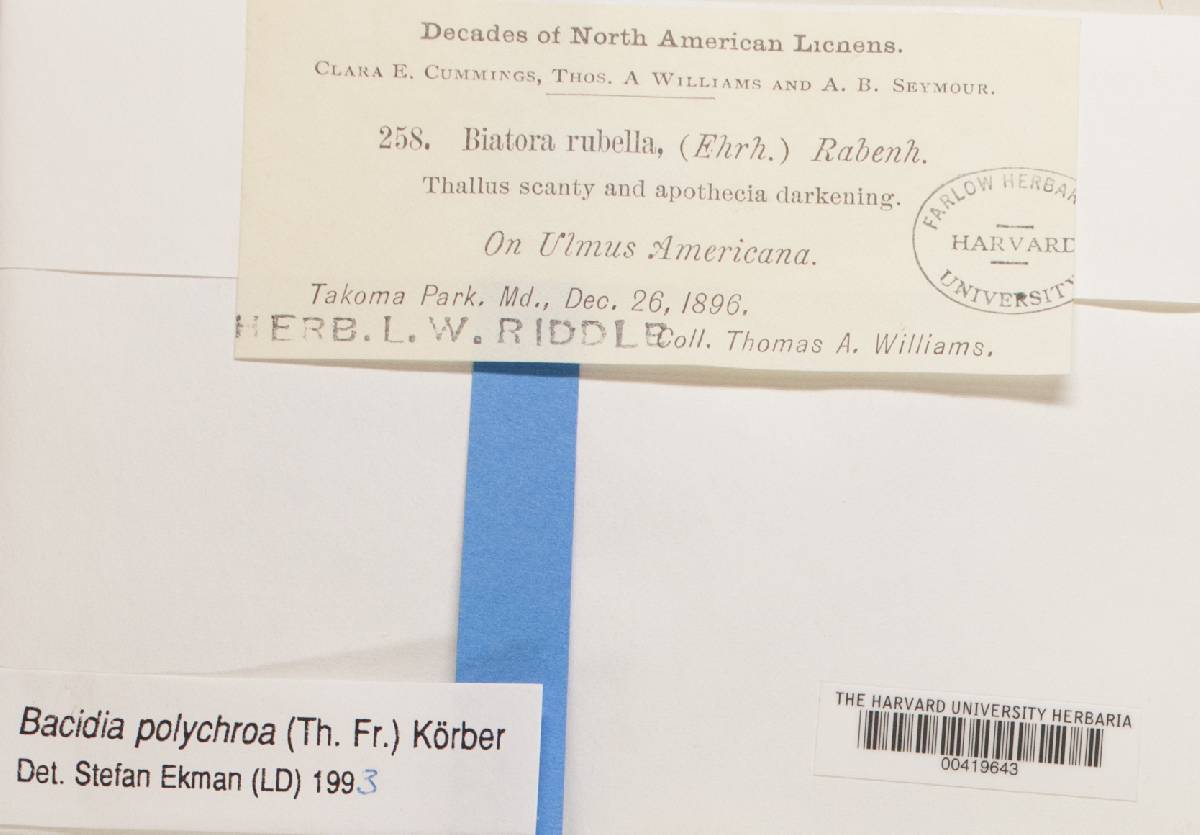 Decades of North American Licnens.
CLARA E. CUMMINGS, THOS. A WILLIAMS AND A. B. SEYMOUR.
258. Biatora rubella, (Ehrh.) Rabenh.
Thallus scanty and apothecia darkening.
On Ulmus Americana.
Takoma Park. Md., Dec. 26, 1896.
Coll. Thomas A. Williams.
HERB. L. W. RIDDLE
FARLOW HERBAR
HARVARD
UNIVERSITY
Bacidia polychroa (Th. Fr.) Körber
Det. Stefan Ekman (LD) 1993
THE HARVARD UNIVERSITY HERBARIA
00419643